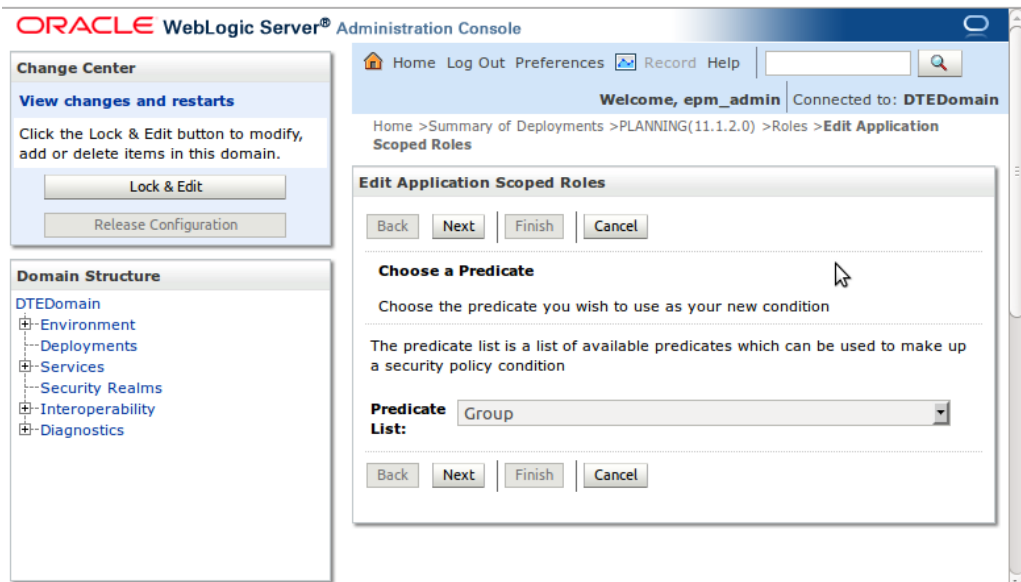 ORACLE WebLogic Server® Administration Console
Change Center
View changes and restarts
Click the Lock & Edit button to modify,
add or delete items in this domain.
Lock & Edit
Release Configuration
Domain Structure
DTEDomain
Environment
Deployments
Services
Security Realms
Interoperability
Diagnostics
Home Log Out Preferences Record Help
Welcome, epm_admin Connected to: DTEDomain
Home >Summary of Deployments >PLANNING(11.1.2.0) >Roles >Edit Application
Scoped Roles
Edit Application Scoped Roles
Back Next Finish Cancel
Choose a Predicate
Choose the predicate you wish to use as your new condition
The predicate list is a list of available predicates which can be used to make up
a security policy condition
Predicate
List:
Group
Back Next Finish Cancel